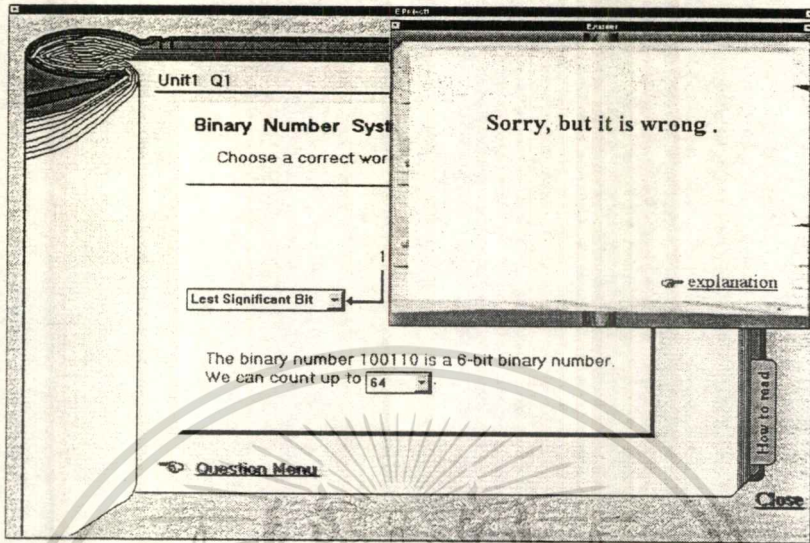 Unit1 Q1
Binary Number Syst
Choose a correct wor
1
Lest Significant Bit
The binary number 100110 is a 6-bit binary number.
We can count up to 64 .
Question Menu
Sorry, but it is wrong .
explanation
How to read
Close